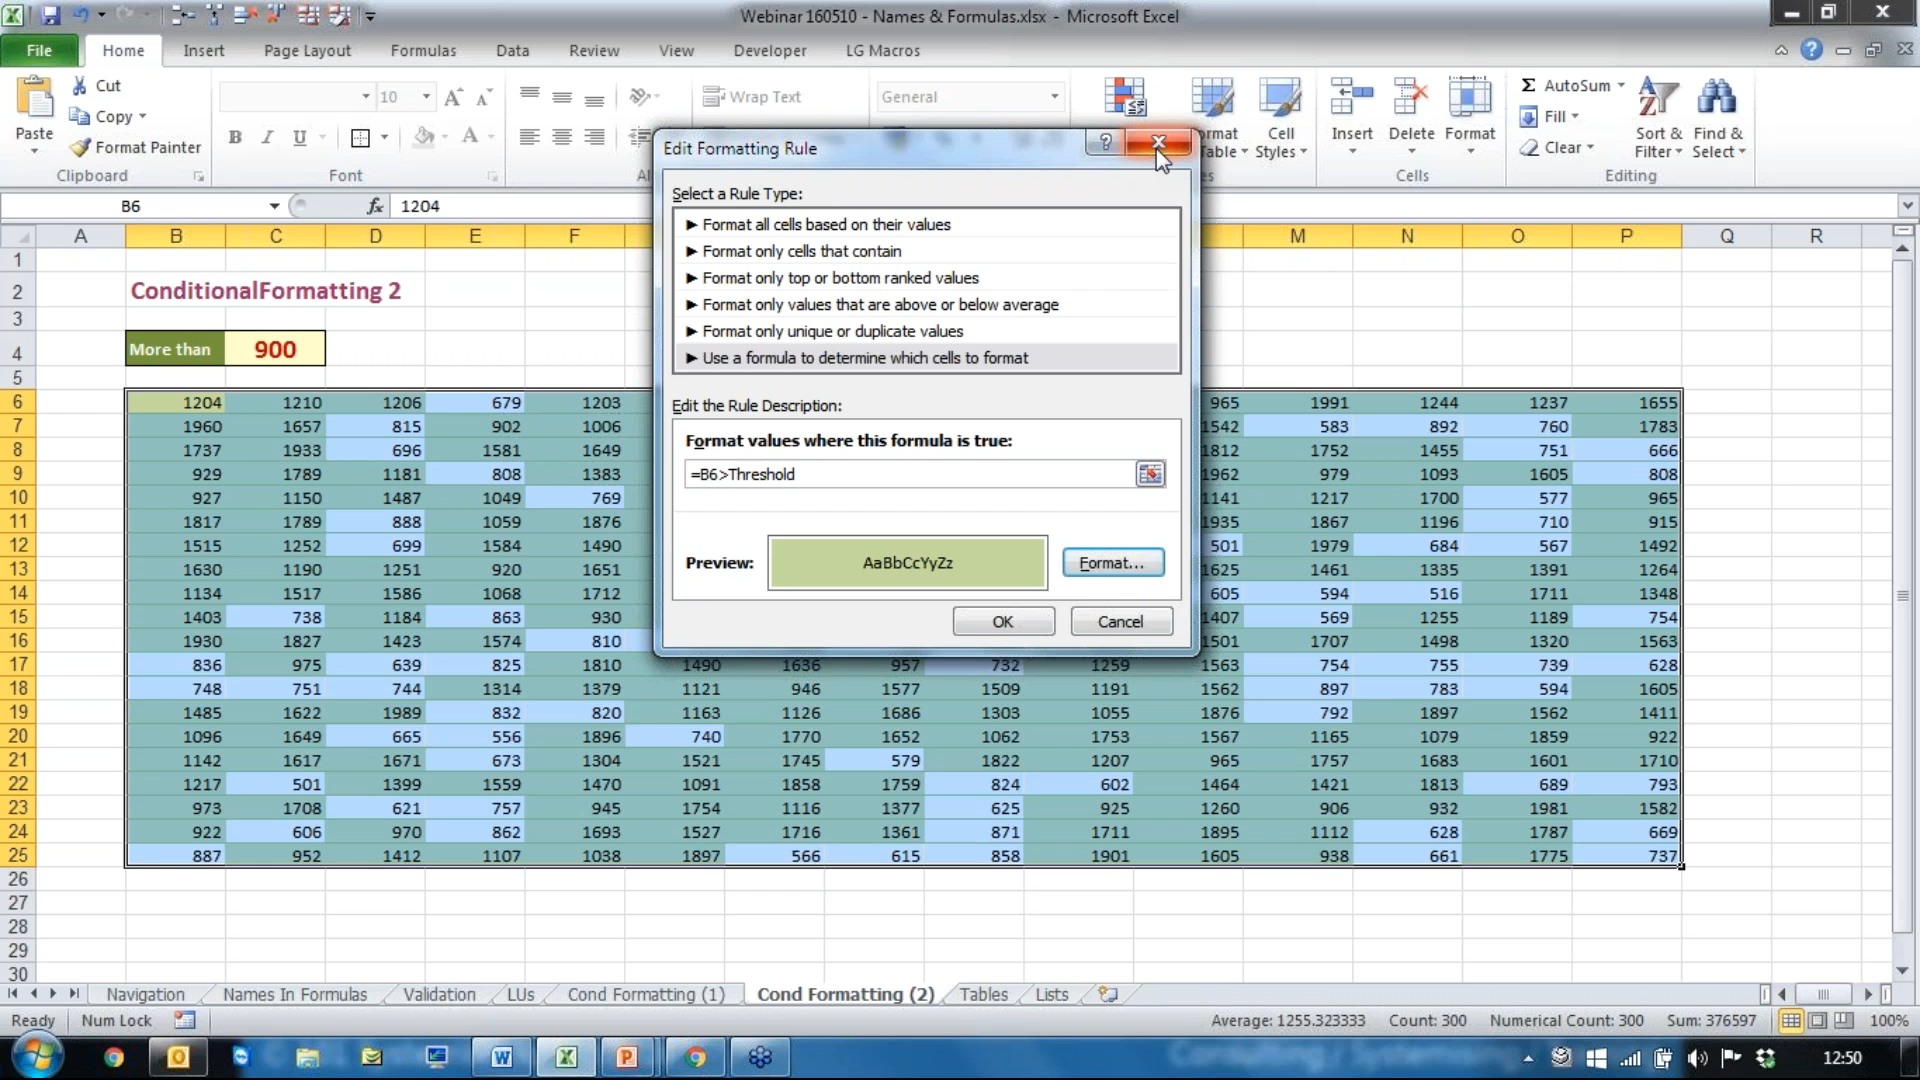 Webinar 160510 - Names & Formulas.xlsx - Microsoft Excel
File Home Insert Page Layout Formulas Data Review View Developer LG Macros
Cut
Copy
Format Painter
Paste
10
Wrap Text
General
Cell Styles
Insert
Delete
Format
AutoSum
Fill
Clear
Sort & Filter
Find & Select
Clipboard
Font
Cells
Editing
B6
fx 1204
Edit Formatting Rule
Select a Rule Type:
► Format all cells based on their values
► Format only cells that contain
► Format only top or bottom ranked values
► Format only values that are above or below average
► Format only unique or duplicate values
► Use a formula to determine which cells to format
Edit the Rule Description:
Format values where this formula is true:
=B6>Threshold
Preview:
AaBbCcYyZz
Format...
OK
Cancel
A B C D E F M N O P Q R
1
2 ConditionalFormatting 2
3
4 More than 900
5
6 1204 1210 1206 679 1203 965 1991 1244 1237 1655
7 1960 1657 815 902 1006 1542 583 892 760 1783
8 1737 1933 696 1581 1649 1812 1752 1455 751 666
9 929 1789 1181 808 1383 1962 979 1093 1605 808
10 927 1150 1487 1049 769 1141 1217 1700 577 965
11 1817 1789 888 1059 1876 1935 1867 1196 710 915
12 1515 1252 699 1584 1490 501 1979 684 567 1492
13 1630 1190 1251 920 1651 1625 1461 1335 1391 1264
14 1134 1517 1586 1068 1712 605 594 516 1711 1348
15 1403 738 1184 863 930 1407 569 1255 1189 754
16 1930 1827 1423 1574 810 1501 1707 1498 1320 1563
17 836 975 639 825 1810 1490 1636 957 732 1259 1563 754 755 739 628
18 748 751 744 1314 1379 1121 946 1577 1509 1191 1562 897 783 594 1605
19 1485 1622 1989 832 820 1163 1126 1686 1303 1055 1876 792 1897 1562 1411
20 1096 1649 665 556 1896 740 1770 1652 1062 1753 1567 1165 1079 1859 922
21 1142 1617 1671 673 1304 1521 1745 579 1822 1207 965 1757 1683 1601 1710
22 1217 501 1399 1559 1470 1091 1858 1759 824 602 1464 1421 1813 689 793
23 973 1708 621 757 945 1754 1116 1377 625 925 1260 906 932 1981 1582
24 922 606 970 862 1693 1527 1716 1361 871 1711 1895 1112 628 1787 669
25 887 952 1412 1107 1038 1897 566 615 858 1901 1605 938 661 1775 737
26
27
28
29
30
Navigation Names In Formulas Validation LUs Cond Formatting (1) Cond Formatting (2) Tables Lists
Ready Num Lock Average: 1255.323333 Count: 300 Numerical Count: 300 Sum: 376597 100%
12:50